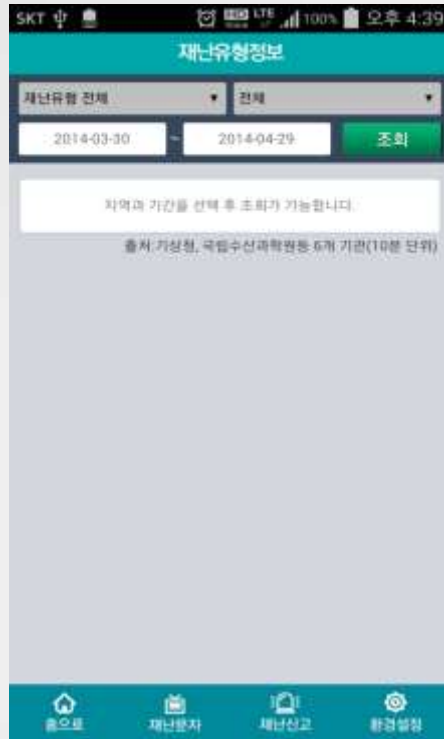 SKT LTE 100% 오후 4:39
재난유형정보
재난유형 전체 ▼ 전체 ▼
2014-03-30 ~ 2014-04-29 조회
지역과 기간을 선택 후 조회가 가능합니다.
출처:기상청, 국립수산과학원등 6개 기관(10분 단위)
홈으로 재난문자 재난신고 환경설정